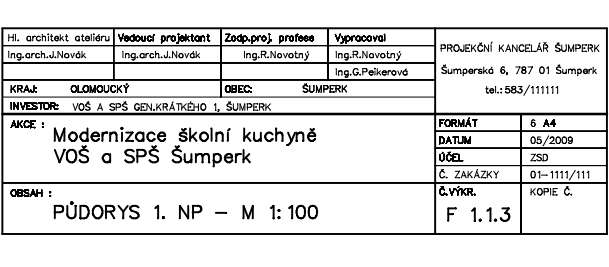 Hl. architekt ateliéru Vedoucí projektant Zodp.proj. profese Vypracoval
Ing.arch.J.Novák Ing.arch.J.Novák Ing.R.Novotný Ing.R.Novotný
Ing.G.Peikerová
PROJEKČNÍ KANCELÁŘ ŠUMPERK
Šumperská 6, 787 01 Šumperk
tel.:583/111111
KRAJ: OLOMOUCKÝ OBEC: ŠUMPERK
INVESTOR: VOŠ A SPŠ GEN.KRÁTKÉHO 1, ŠUMPERK
AKCE :
Modernizace školní kuchyně
VOŠ a SPŠ Šumperk
FORMÁT 6 A4
DATUM 05/2009
ÚČEL ZSD
Č. ZAKÁZKY 01-1111/111
OBSAH :
PŮDORYS 1. NP - M 1:100
Č.VÝKR. KOPIE Č.
F 1.1.3